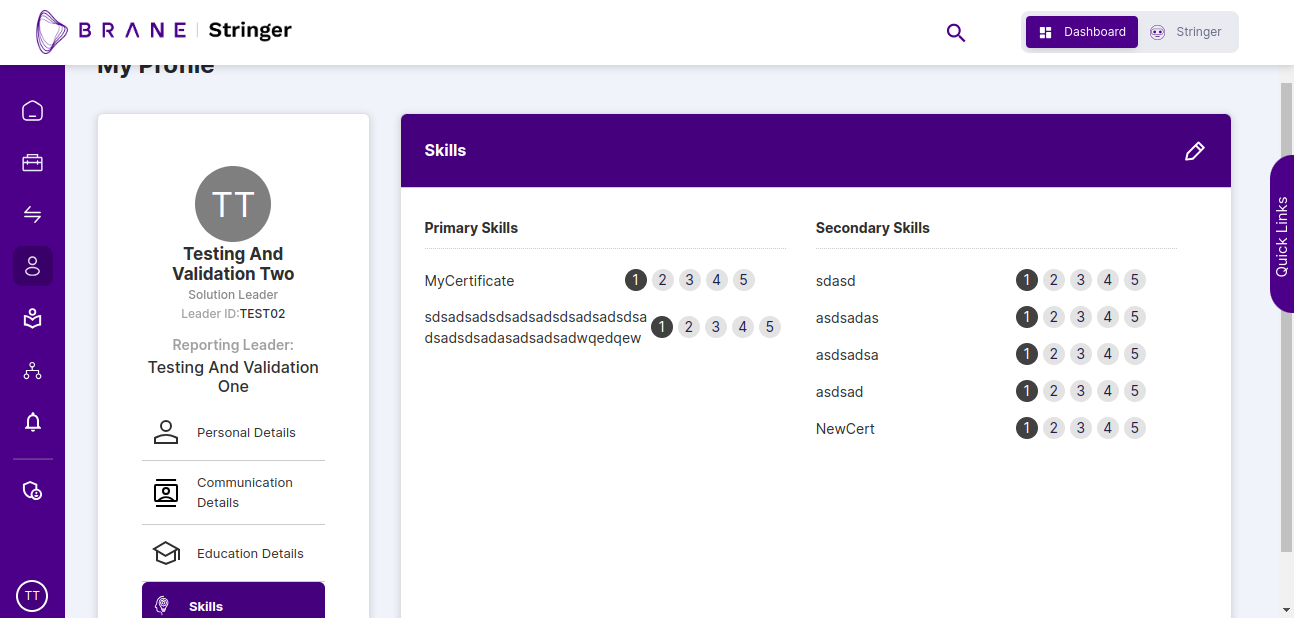 BRANE | Stringer
Dashboard
Stringer
My Profile
TT
Testing And
Validation Two
Solution Leader
Leader ID:TEST02
Reporting Leader:
Testing And Validation
One
Personal Details
Communication
Details
Education Details
Skills
TT
Skills
Primary Skills
MyCertificate 1 2 3 4 5
sdsadsadsdsadsadsdsadsadsdsa
dsadsdsadasadsadsadwqedqew 1 2 3 4 5
Secondary Skills
sdasd 1 2 3 4 5
asdsadas 1 2 3 4 5
asdsadsa 1 2 3 4 5
asdsad 1 2 3 4 5
NewCert 1 2 3 4 5
Quick Links